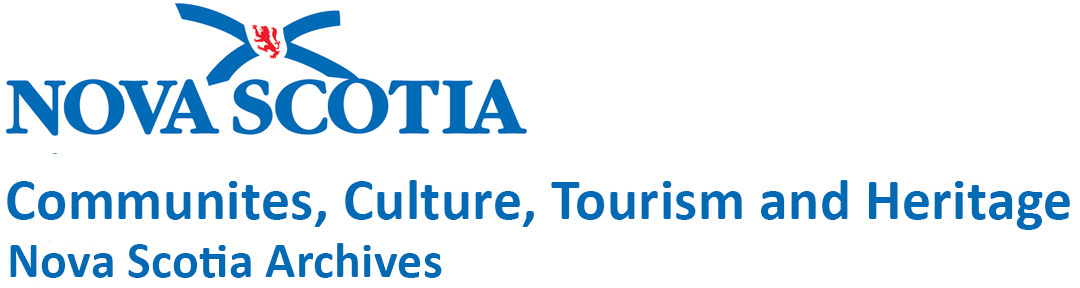 NOVA SCOTIA
Communites, Culture, Tourism and Heritage
Nova Scotia Archives